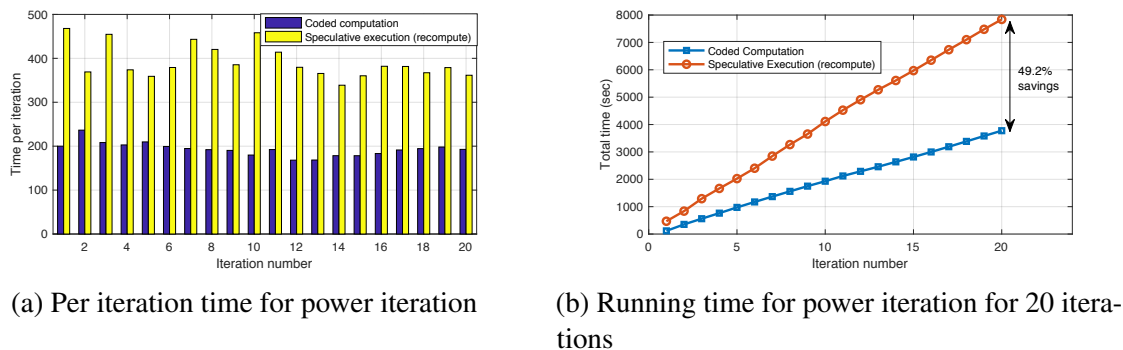 500
400
300
200
100
0
Time per iteration
Coded computation
Speculative execution (recompute)
2 4 6 8 10 12 14 16 18 20
Iteration number
(a) Per iteration time for power iteration
8000
7000
6000
5000
4000
3000
2000
1000
0
Total time (sec)
Coded Computation
Speculative Execution (recompute)
49.2%
savings
0 5 10 15 20
Iteration number
(b) Running time for power iteration for 20 itera-
tions